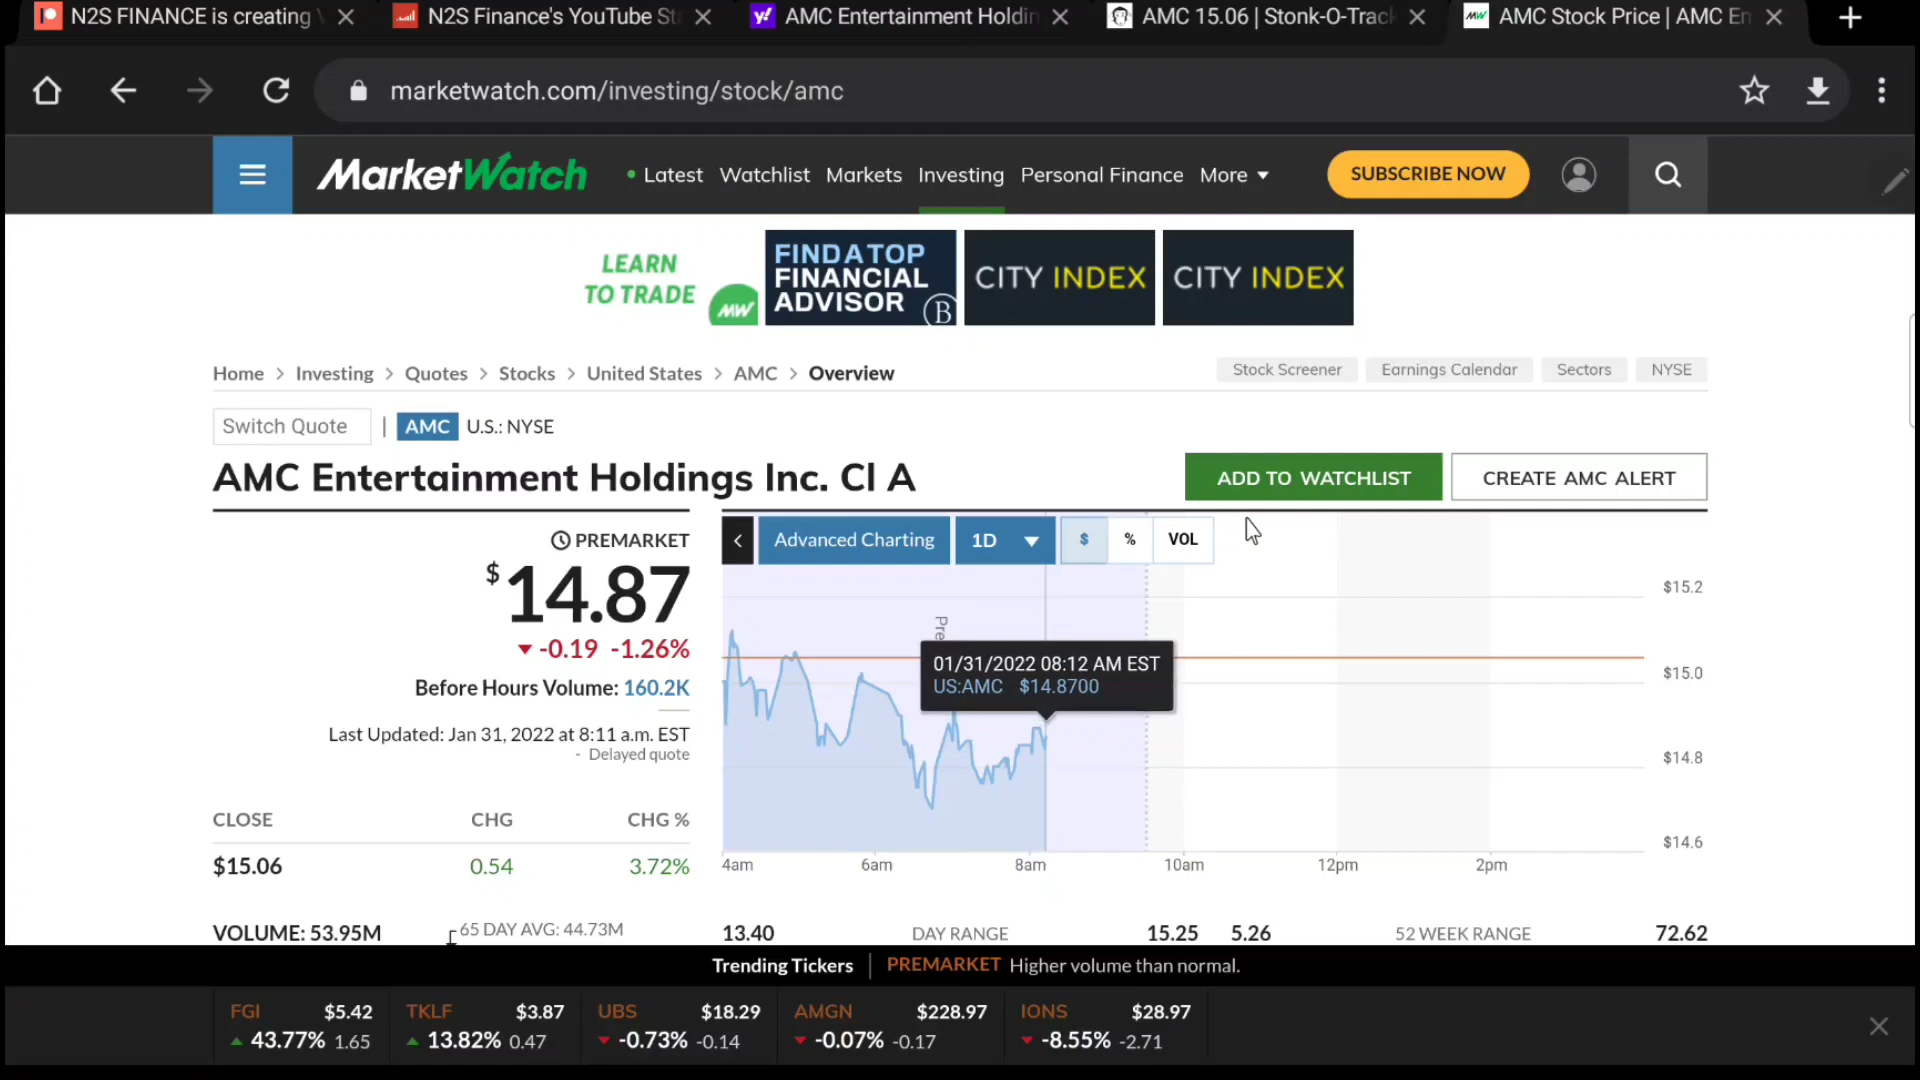 N2S FINANCE is creating
N2S Finance's YouTube St
AMC Entertainment Holdin
AMC 15.06 | Stonk-O-Track
AMC Stock Price | AMC En
marketwatch.com/investing/stock/amc
MarketWatch
Latest Watchlist Markets Investing Personal Finance More
SUBSCRIBE NOW
LEARN
TO TRADE
MW
FIND A TOP
FINANCIAL
ADVISOR
B
CITY INDEX
CITY INDEX
Home > Investing > Quotes > Stocks > United States > AMC > Overview
Stock Screener Earnings Calendar Sectors NYSE
Switch Quote | AMC U.S.: NYSE
AMC Entertainment Holdings Inc. Cl A
ADD TO WATCHLIST
CREATE AMC ALERT
PREMARKET
$14.87
-0.19 -1.26%
Before Hours Volume: 160.2K
Last Updated: Jan 31, 2022 at 8:11 a.m. EST
- Delayed quote
CLOSE CHG CHG %
$15.06 0.54 3.72%
Advanced Charting 1D $ % VOL
Pre
01/31/2022 08:12 AM EST
US:AMC $14.8700
$15.2
$15.0
$14.8
$14.6
4am 6am 8am 10am 12pm 2pm
VOLUME: 53.95M 65 DAY AVG: 44.73M
13.40 DAY RANGE 15.25
5.26 52 WEEK RANGE 72.62
Trending Tickers | PREMARKET Higher volume than normal.
FGI $5.42
43.77% 1.65
TKLF $3.87
13.82% 0.47
UBS $18.29
-0.73% -0.14
AMGN $228.97
-0.07% -0.17
IONS $28.97
-8.55% -2.71